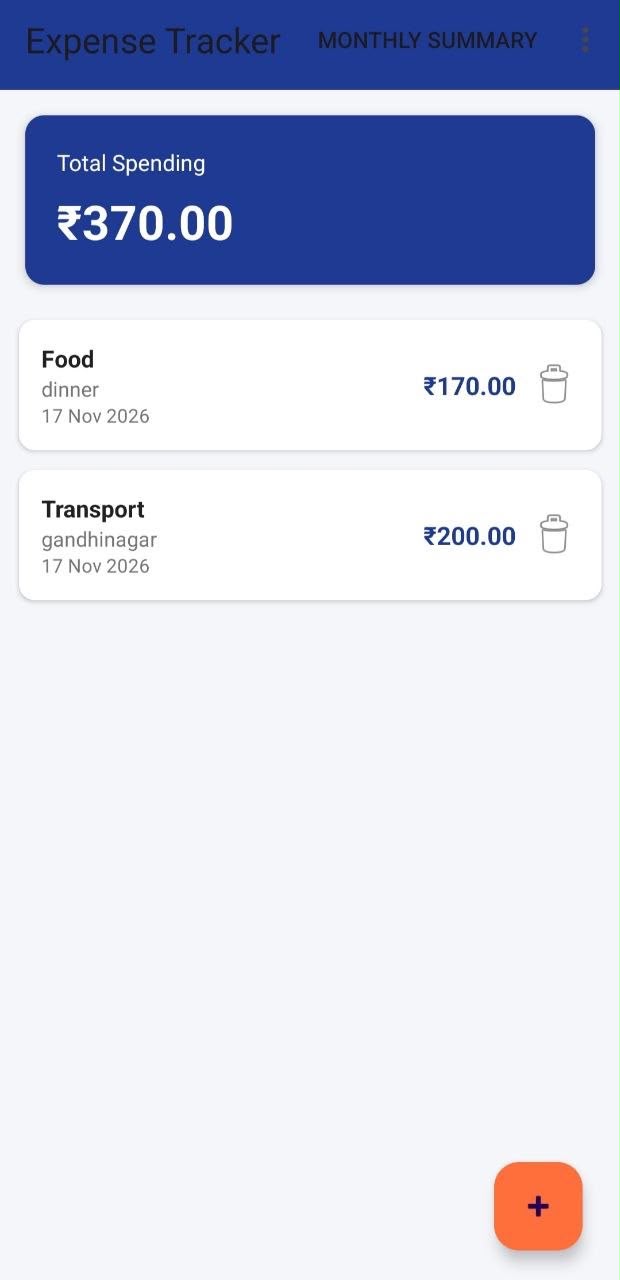 Expense Tracker MONTHLY SUMMARY
Total Spending
₹370.00
Food
dinner
17 Nov 2026
₹170.00
Transport
gandhinagar
17 Nov 2026
₹200.00
+